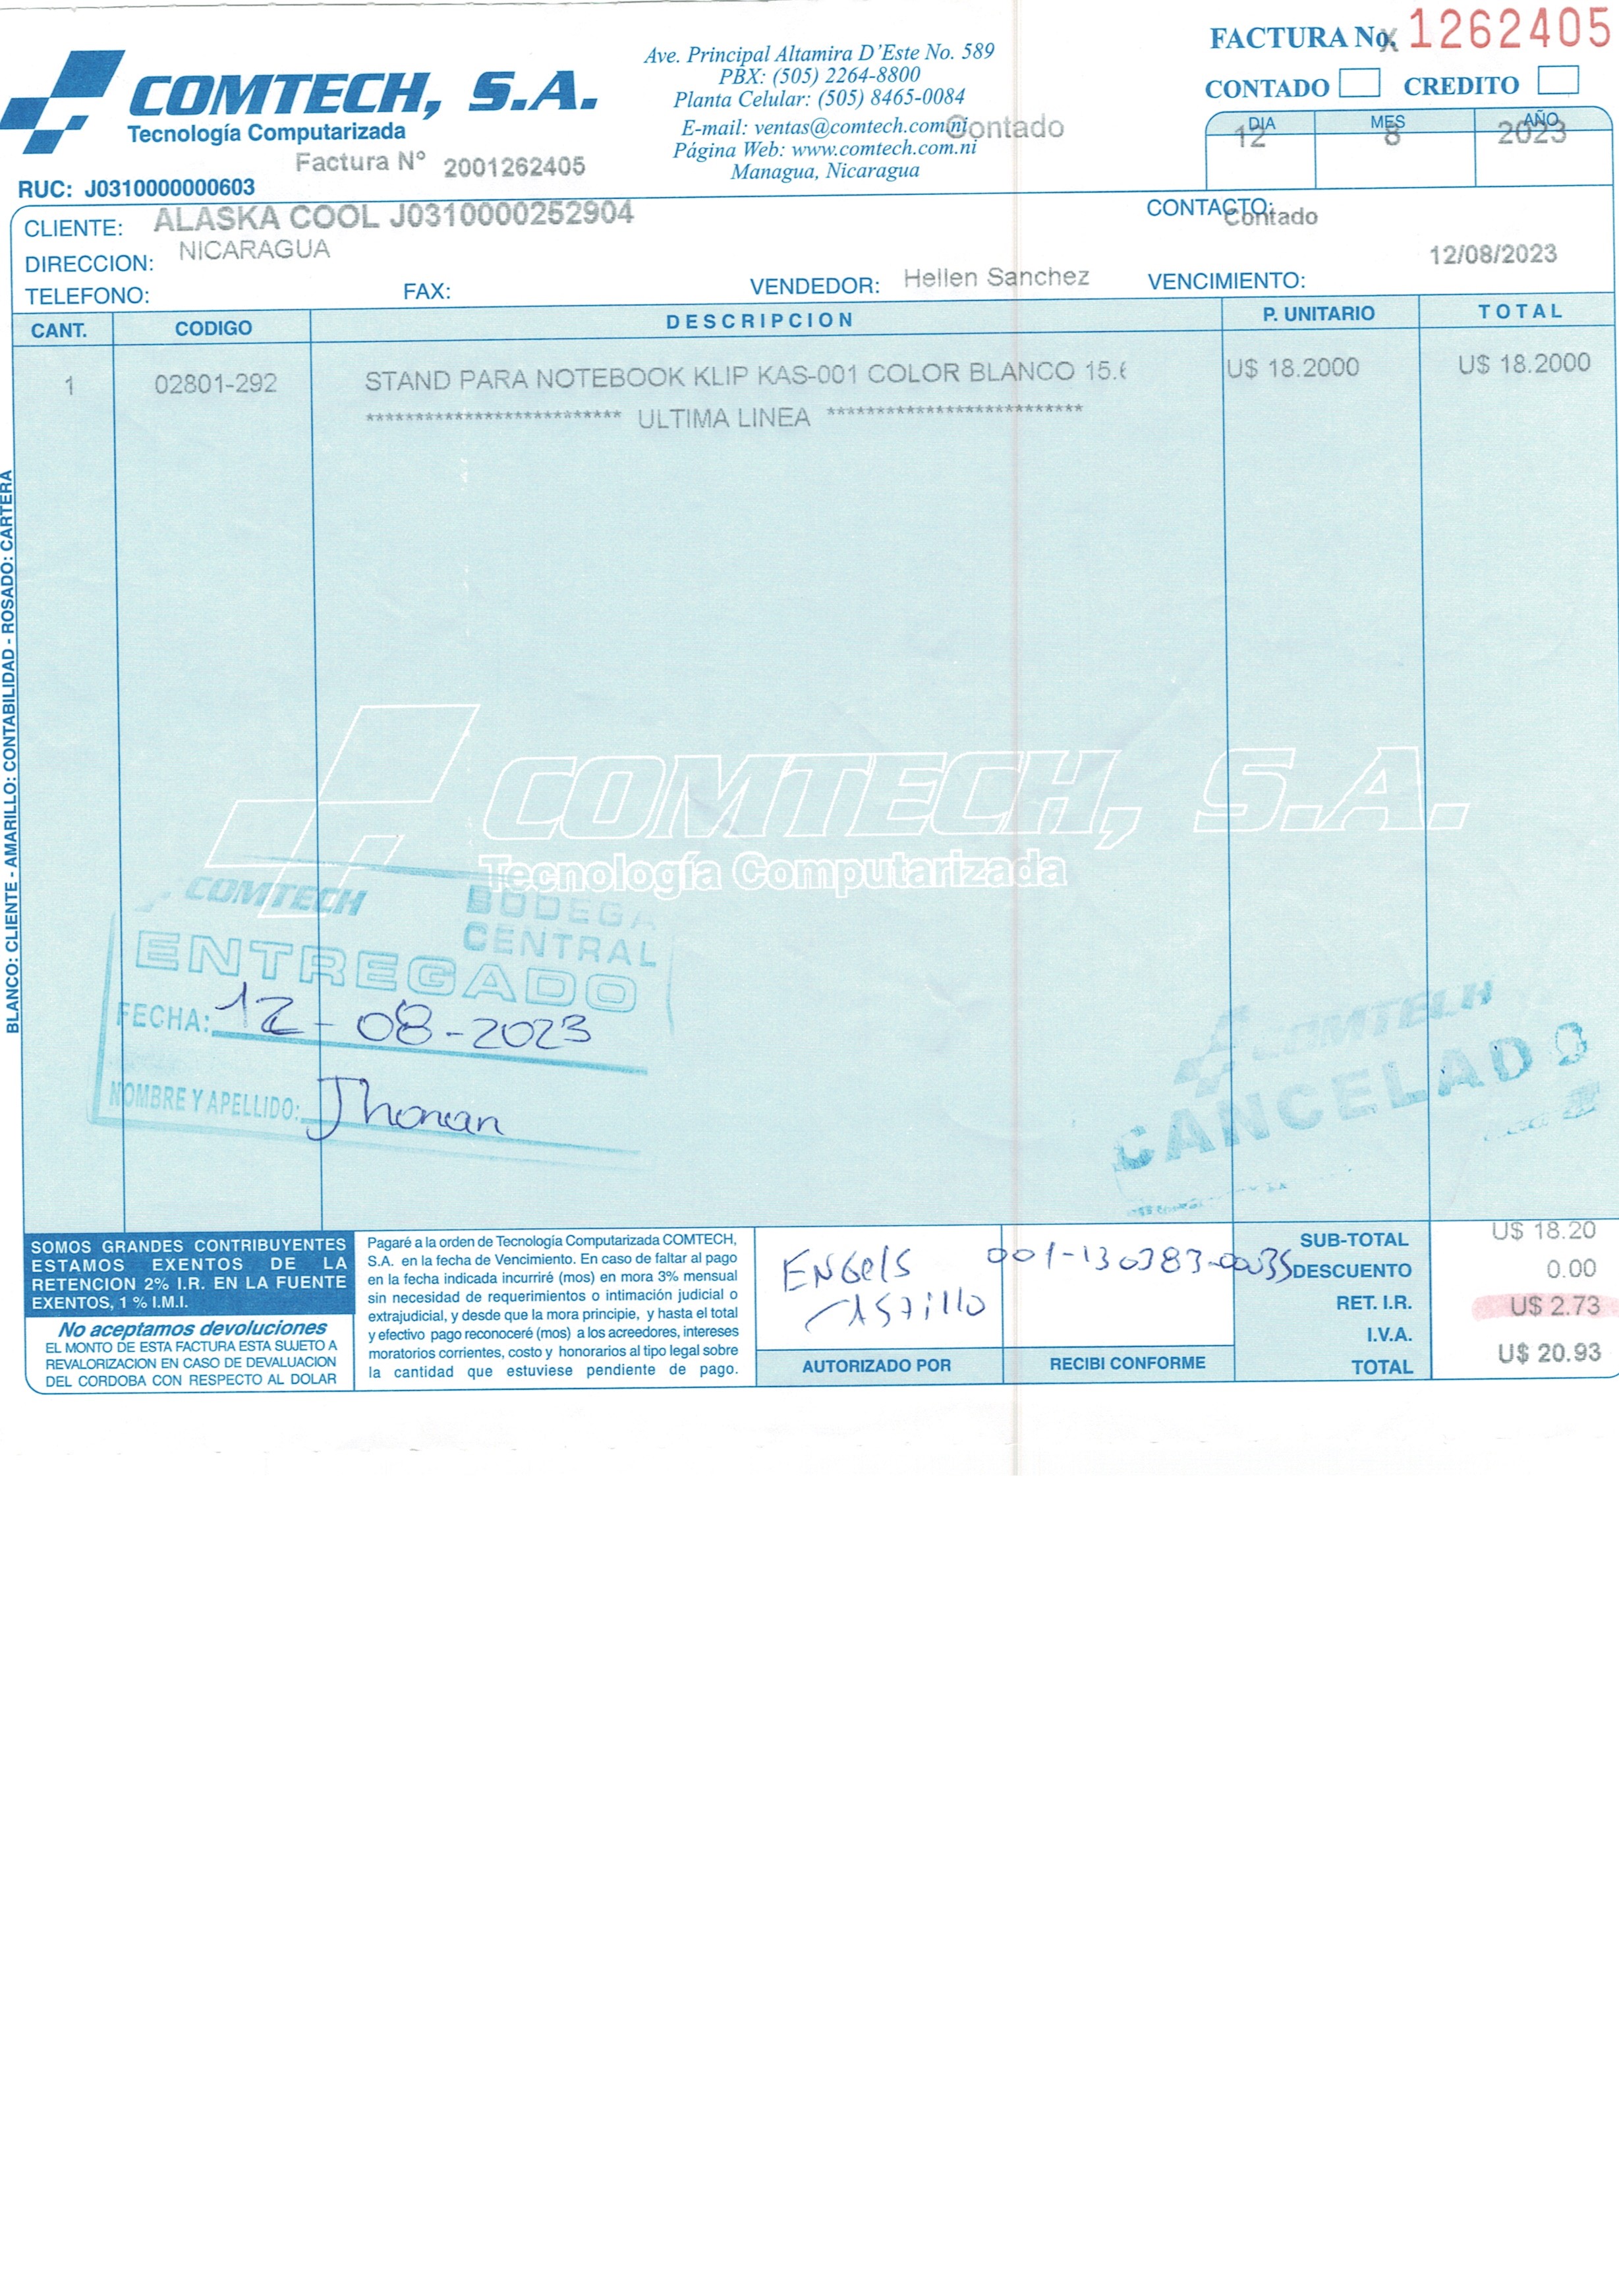 FACTURA No. 1262405
X
COMTECH, S.A.
Tecnología Computarizada
Factura N° 2001262405
RUC: J0310000000603
Ave. Principal Altamira D'Este No. 589
PBX: (505) 2264-8800
Planta Celular: (505) 8465-0084
E-mail: ventas@comtech.com.ni
Página Web: www.comtech.com.ni
Managua, Nicaragua
Contado
CONTADO CREDITO
DIA MES AÑO
12 8 2023
CLIENTE: ALASKA COOL J0310000252904
CONTACTO: Contado
DIRECCION: NICARAGUA
12/08/2023
TELEFONO: FAX: VENDEDOR: Hellen Sanchez VENCIMIENTO:
CANT. CODIGO DESCRIPCION P. UNITARIO TOTAL
1 02801-292 STAND PARA NOTEBOOK KLIP KAS-001 COLOR BLANCO 15.6 U$ 18.2000 U$ 18.2000
************************** ULTIMA LINEA **************************
BLANCO: CLIENTE - AMARILLO: CONTABILIDAD - ROSADO: CARTERA
COMTECH, S.A.
Tecnología Computarizada
COMTECH BODEGA
CENTRAL
ENTREGADO
FECHA: 12-08-2023
NOMBRE Y APELLIDO: Jhonan
COMTECH
CANCELADO
SOMOS GRANDES CONTRIBUYENTES
ESTAMOS EXENTOS DE LA
RETENCION 2% I.R. EN LA FUENTE
EXENTOS, 1 % I.M.I.
No aceptamos devoluciones
EL MONTO DE ESTA FACTURA ESTA SUJETO A
REVALORIZACION EN CASO DE DEVALUACION
DEL CORDOBA CON RESPECTO AL DOLAR
Pagaré a la orden de Tecnología Computarizada COMTECH,
S.A. en la fecha de Vencimiento. En caso de faltar al pago
en la fecha indicada incurriré (mos) en mora 3% mensual
sin necesidad de requerimientos o intimación judicial o
extrajudicial, y desde que la mora principie, y hasta el total
y efectivo pago reconoceré (mos) a los acreedores, intereses
moratorios corrientes, costo y honorarios al tipo legal sobre
la cantidad que estuviese pendiente de pago.
ENGels
CASTillo
001-130383-0035
AUTORIZADO POR RECIBI CONFORME
SUB-TOTAL U$ 18.20
DESCUENTO 0.00
RET. I.R. U$ 2.73
I.V.A.
TOTAL U$ 20.93